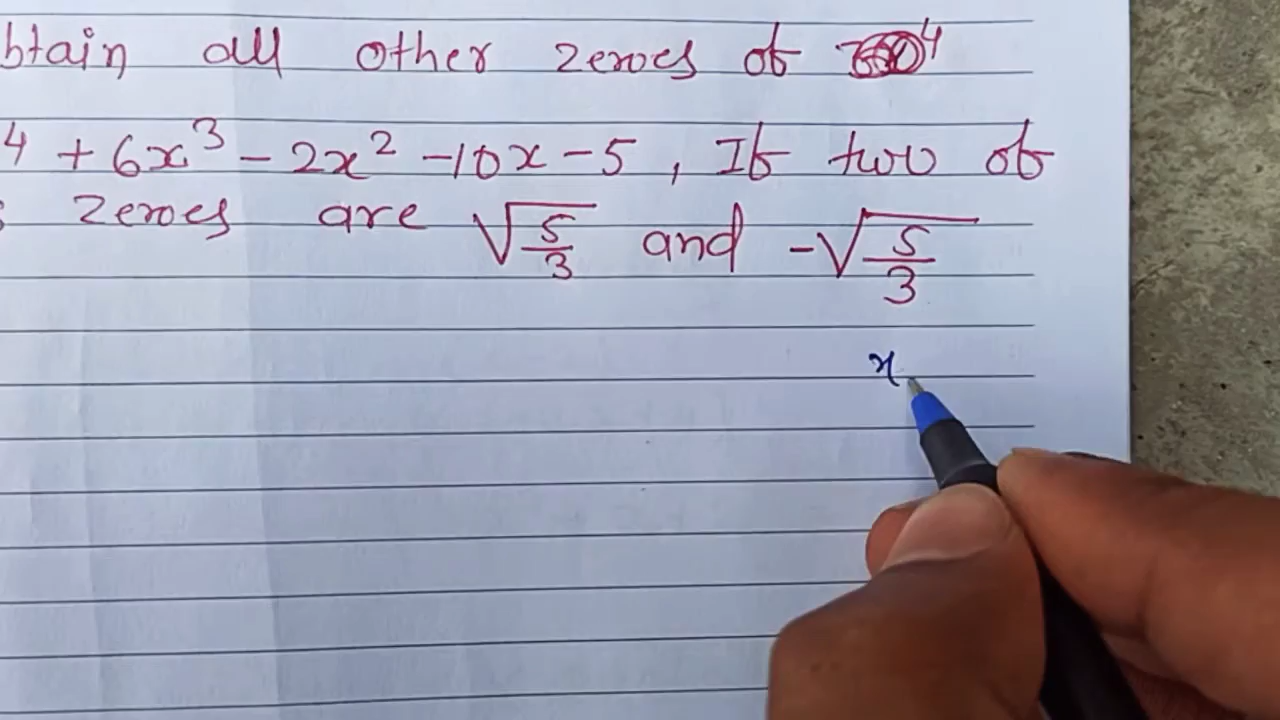 btain all other zeroes of 4
4 + 6x³ - 2x² - 10x - 5 , If two of
zeroes are √5/3 and -√5/3
x